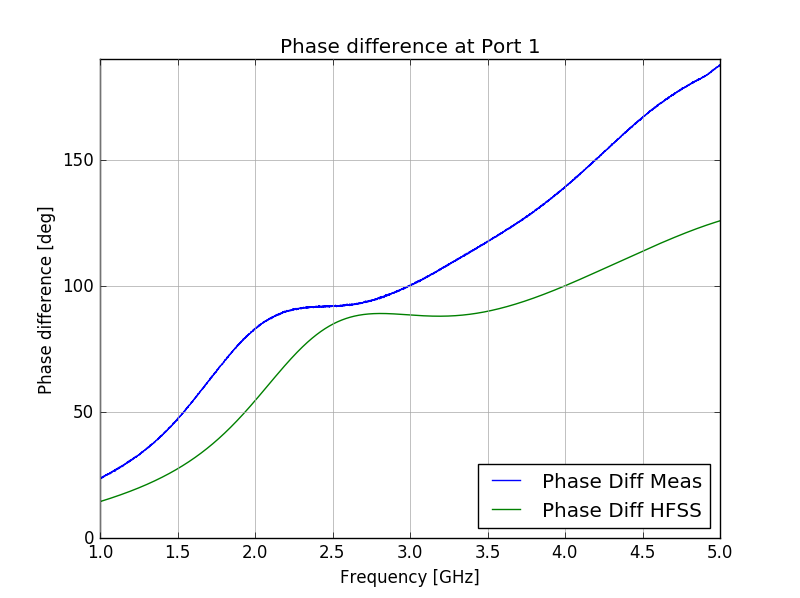 Phase difference at Port 1
Phase difference [deg]
150
100
50
0
1.0 1.5 2.0 2.5 3.0 3.5 4.0 4.5 5.0
Frequency [GHz]
Phase Diff Meas
Phase Diff HFSS